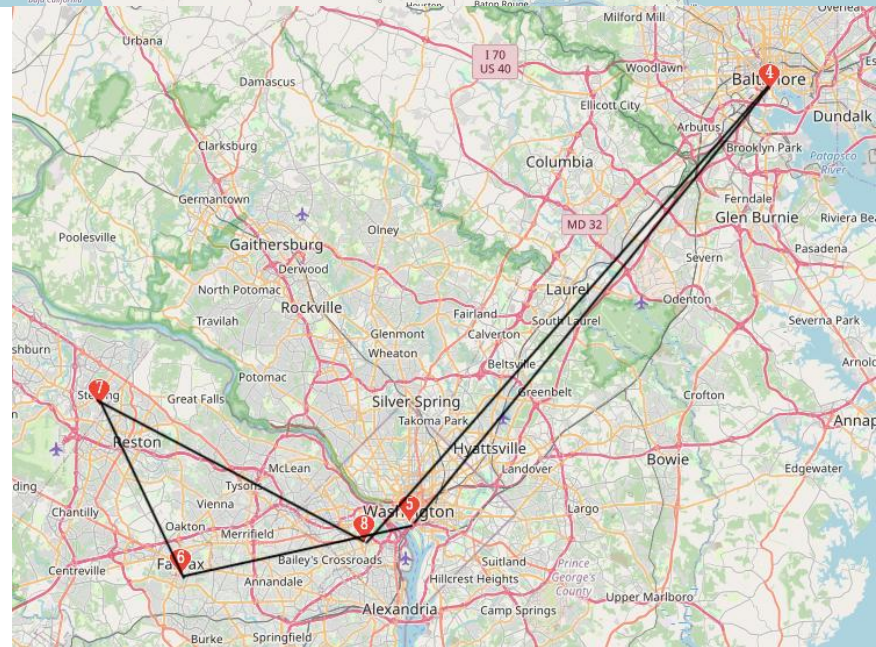 Milford Mill
Urbana
I 70
US 40
Woodlawn
Damascus
Baltimore
4
Ellicott City
Dundalk
Arbutus
Clarksburg
Brooklyn Park
Columbia
Patapsco
River
Germantown
Ferndale
Glen Burnie
MD 32
Poolesville
Gaithersburg
Olney
Pasadena
Severn
Derwood
North Potomac
Laurel
Rockville
Odenton
Travilah
Fairland
South Laurel
Severna Park
Glenmont
Calverton
Wheaton
Beltsville
7
Potomac
Sterling
Great Falls
Greenbelt
Crofton
Silver Spring
Takoma Park
Reston
Hyattsville
Bowie
McLean
Landover
Edgewater
Tysons
Vienna
5
Chantilly
Washington
Largo
8
Oakton
Merrifield
6
Bailey's Crossroads
Suitland
Prince
George's
County
Centreville
Fairfax
Annandale
Hillcrest Heights
Upper Marlboro
Alexandria
Camp Springs
Burke
Springfield